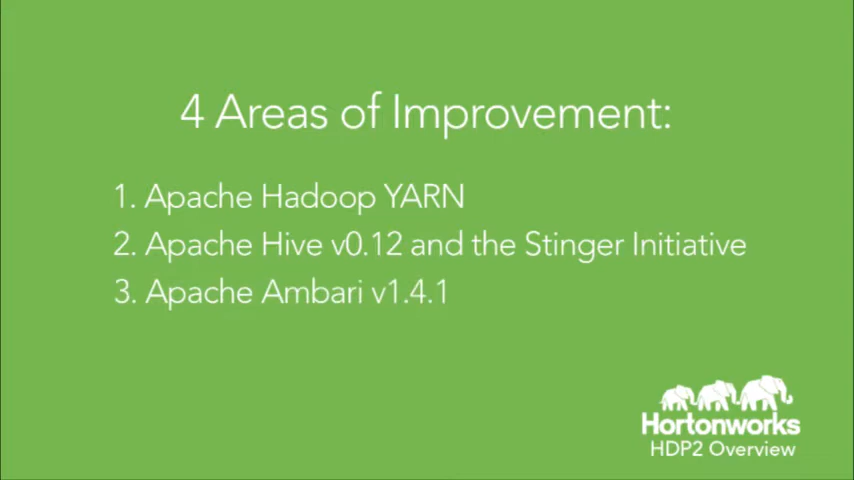 4 Areas of Improvement:
1. Apache Hadoop YARN
2. Apache Hive v0.12 and the Stinger Initiative
3. Apache Ambari v1.4.1
Hortonworks
HDP2 Overview